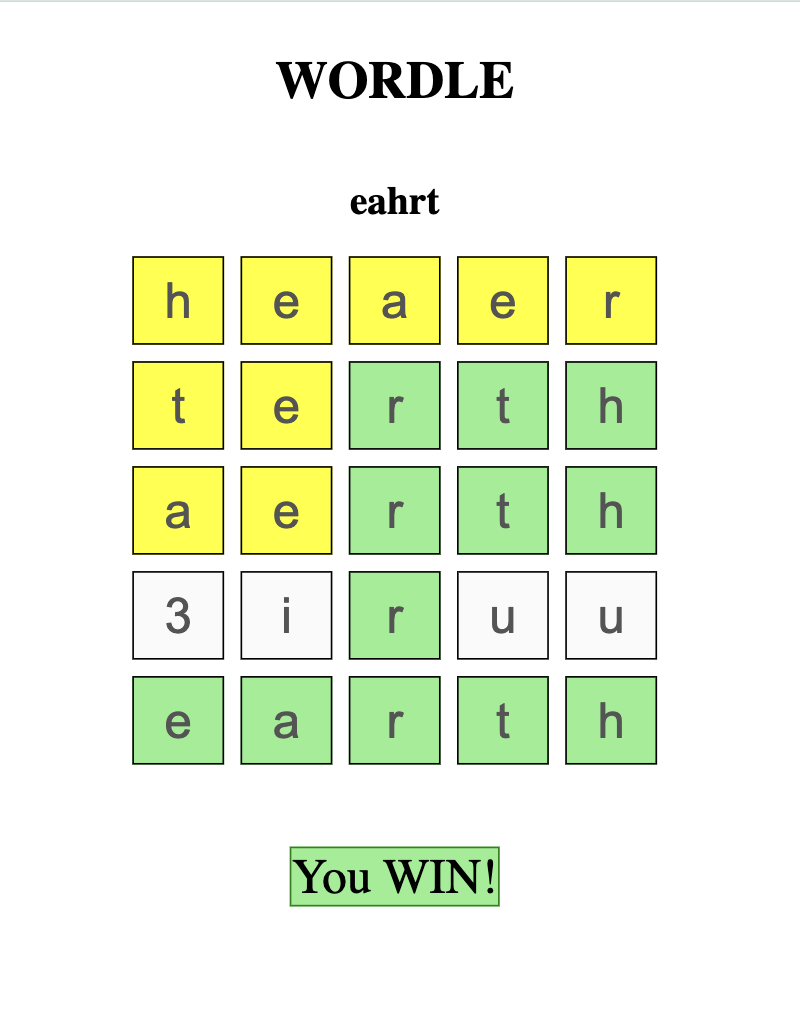 WORDLE
eahrt
h e a e r
t e r t h
a e r t h
3 i r u u
e a r t h
You WIN!